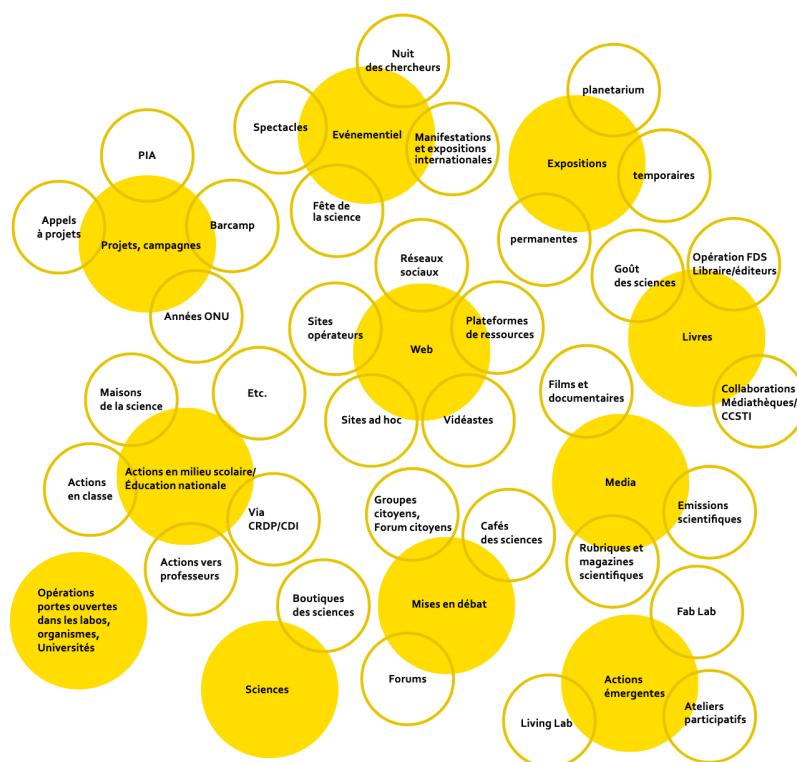 Nuit
des chercheurs
Spectacles
Evénementiel
Manifestations
et expositions
internationales
Fête de
la science
planetarium
Expositions
temporaires
permanentes
PIA
Appels
à projets
Projets, campagnes
Barcamp
Années ONU
Réseaux
sociaux
Sites
opérateurs
Web
Plateformes
de ressources
Sites ad hoc
Vidéastes
Goût
des sciences
Opération FDS
Libraire/éditeurs
Livres
Collaborations
Médiathèques/
CCSTI
Maisons
de la science
Etc.
Actions en milieu scolaire/
Éducation nationale
Actions
en classe
Via
CRDP/CDI
Actions vers
professeurs
Films et
documentaires
Media
Emissions
scientifiques
Rubriques et
magazines
scientifiques
Groupes
citoyens,
Forum citoyens
Cafés
des sciences
Mises en débat
Forums
Opérations
portes ouvertes
dans les labos,
organismes,
Universités
Boutiques
des sciences
Sciences
Fab Lab
Actions
émergentes
Living Lab
Ateliers
participatifs